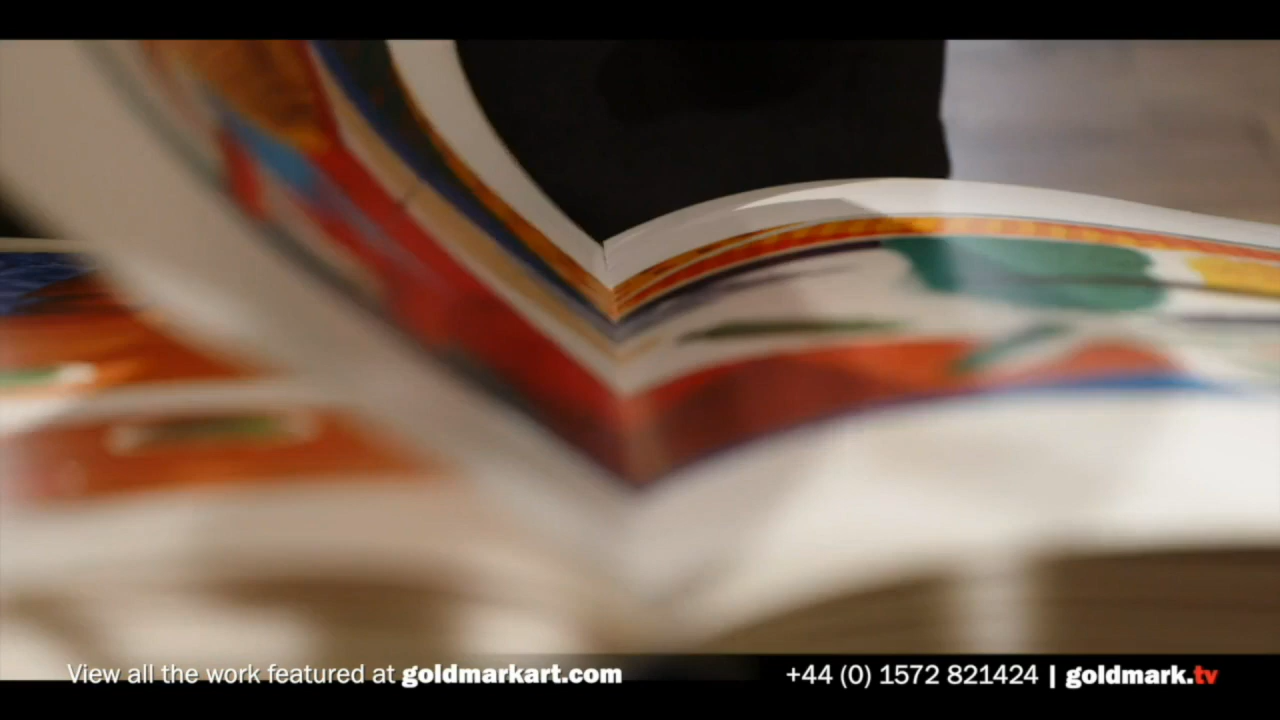 View all the work featured at goldmarkart.com
+44 (0) 1572 821424 | goldmark.tv